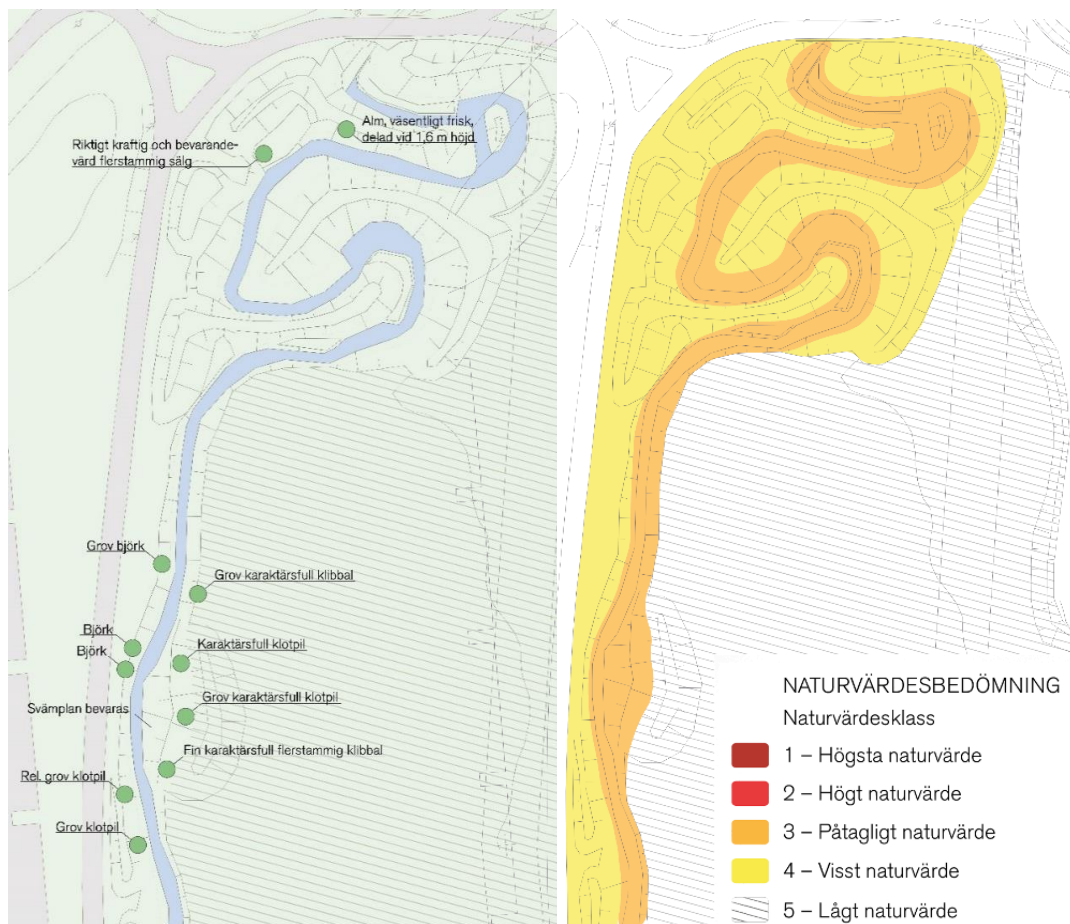 Alm, väsentligt frisk,
delad vid 1,6 m höjd
Riktigt kraftig och bevarande-
värd flerstammig sälg
Grov björk
Grov karaktärsfull klibbal
Björk
Karaktärsfull klotpil
Björk
Grov karaktärsfull klotpil
Svämplan bevaras
Fin karaktärsfull flerstammig klibbal
Rel. grov klotpil
Grov klotpil
NATURVÄRDESBEDÖMNING
Naturvärdesklass
1 – Högsta naturvärde
2 – Högt naturvärde
3 – Påtagligt naturvärde
4 – Visst naturvärde
5 – Lågt naturvärde